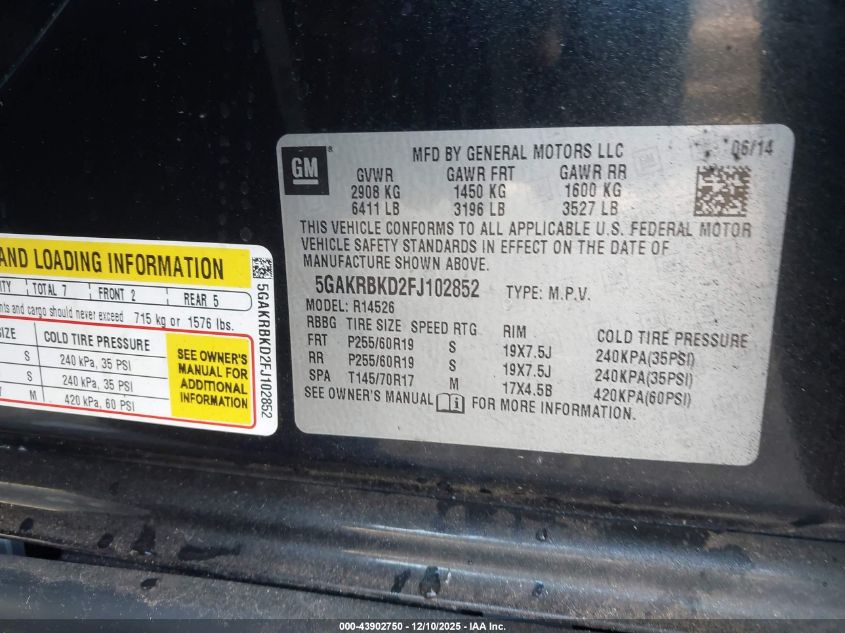 GM
MFD BY GENERAL MOTORS LLC
06/14
GVWR GAWR FRT GAWR RR
2908 KG 1450 KG 1600 KG
6411 LB 3196 LB 3527 LB
THIS VEHICLE CONFORMS TO ALL APPLICABLE U.S. FEDERAL MOTOR
VEHICLE SAFETY STANDARDS IN EFFECT ON THE DATE OF
MANUFACTURE SHOWN ABOVE.
5GAKRBKD2FJ102852 TYPE: M.P.V.
MODEL: R14526
RBBG TIRE SIZE SPEED RTG RIM COLD TIRE PRESSURE
FRT P255/60R19 S 19X7.5J 240KPA(35PSI)
RR P255/60R19 S 19X7.5J 240KPA(35PSI)
SPA T145/70R17 M 17X4.5B 420KPA(60PSI)
SEE OWNER'S MANUAL i FOR MORE INFORMATION.
AND LOADING INFORMATION
TOTAL 7 FRONT 2 REAR 5
and cargo should never exceed 715 kg or 1576 lbs.
COLD TIRE PRESSURE
S 240 kPa, 35 PSI
S 240 kPa, 35 PSI
M 420 kPa, 60 PSI
SEE OWNER'S
MANUAL FOR
ADDITIONAL
INFORMATION
5GAKRBKD2FJ102852
000-43902750 - 12/10/2025 - IAA Inc.